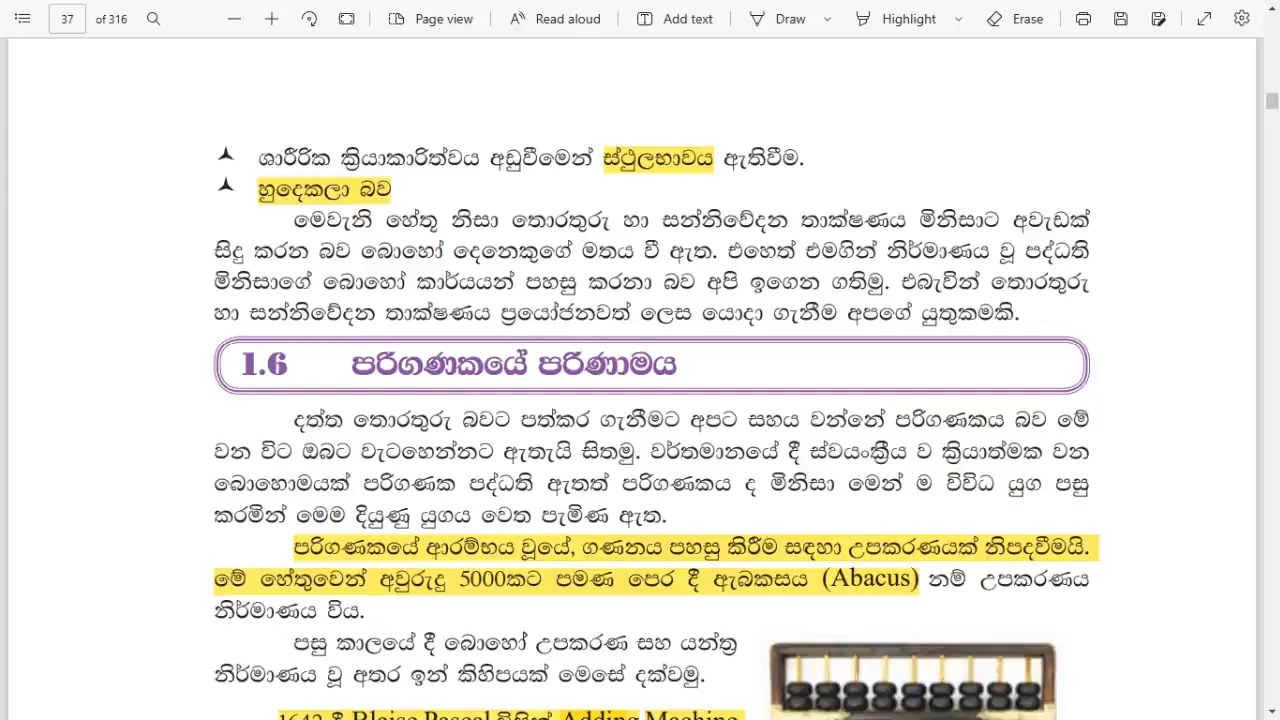 37 of 316 Page view Read aloud Add text Draw Highlight Erase
ශාරීරික ක්‍රියාකාරිත්වය අඩුවීමෙන් ස්ථුලභාවය ඇතිවීම.
හුදෙකලා බව
මෙවැනි හේතු නිසා තොරතුරු හා සන්නිවේදන තාක්ෂණය මිනිසාට අවැඩක්
සිදු කරන බව බොහෝ දෙනෙකුගේ මතය වී ඇත. එහෙත් එමගින් නිර්මාණය වූ පද්ධති
මිනිසාගේ බොහෝ කාර්යයන් පහසු කරනා බව අපි ඉගෙන ගතිමු. එබැවින් තොරතුරු
හා සන්නිවේදන තාක්ෂණය ප්‍රයෝජනවත් ලෙස යොදා ගැනීම අපගේ යුතුකමකි.
1.6 පරිගණකයේ පරිණාමය
දත්ත තොරතුරු බවට පත්කර ගැනීමට අපට සහය වන්නේ පරිගණකය බව මේ
වන විට ඔබට වැටහෙන්නට ඇතැයි සිතමු. වර්තමානයේ දී ස්වයංක්‍රීය ව ක්‍රියාත්මක වන
බොහොමයක් පරිගණක පද්ධති ඇතත් පරිගණකය ද මිනිසා මෙන් ම විවිධ යුග පසු
කරමින් මෙම දියුණු යුගය වෙත පැමිණ ඇත.
පරිගණකයේ ආරම්භය වූයේ, ගණනය පහසු කිරීම සඳහා උපකරණයක් නිපදවීමයි.
මේ හේතුවෙන් අවුරුදු 5000කට පමණ පෙර දී ඇබකසය (Abacus) නම් උපකරණය
නිර්මාණය විය.
පසු කාලයේ දී බොහෝ උපකරණ සහ යන්ත්‍ර
නිර්මාණය වූ අතර ඉන් කිහිපයක් මෙසේ දක්වමු.
1642 දී Blaise Pascal විසින් Adding Machine